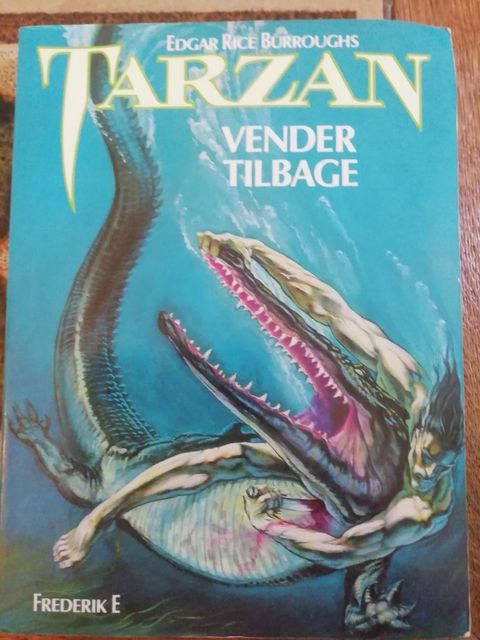 EDGAR RICE BURROUGHS
TARZAN
VENDER
TILBAGE
FREDERIK E